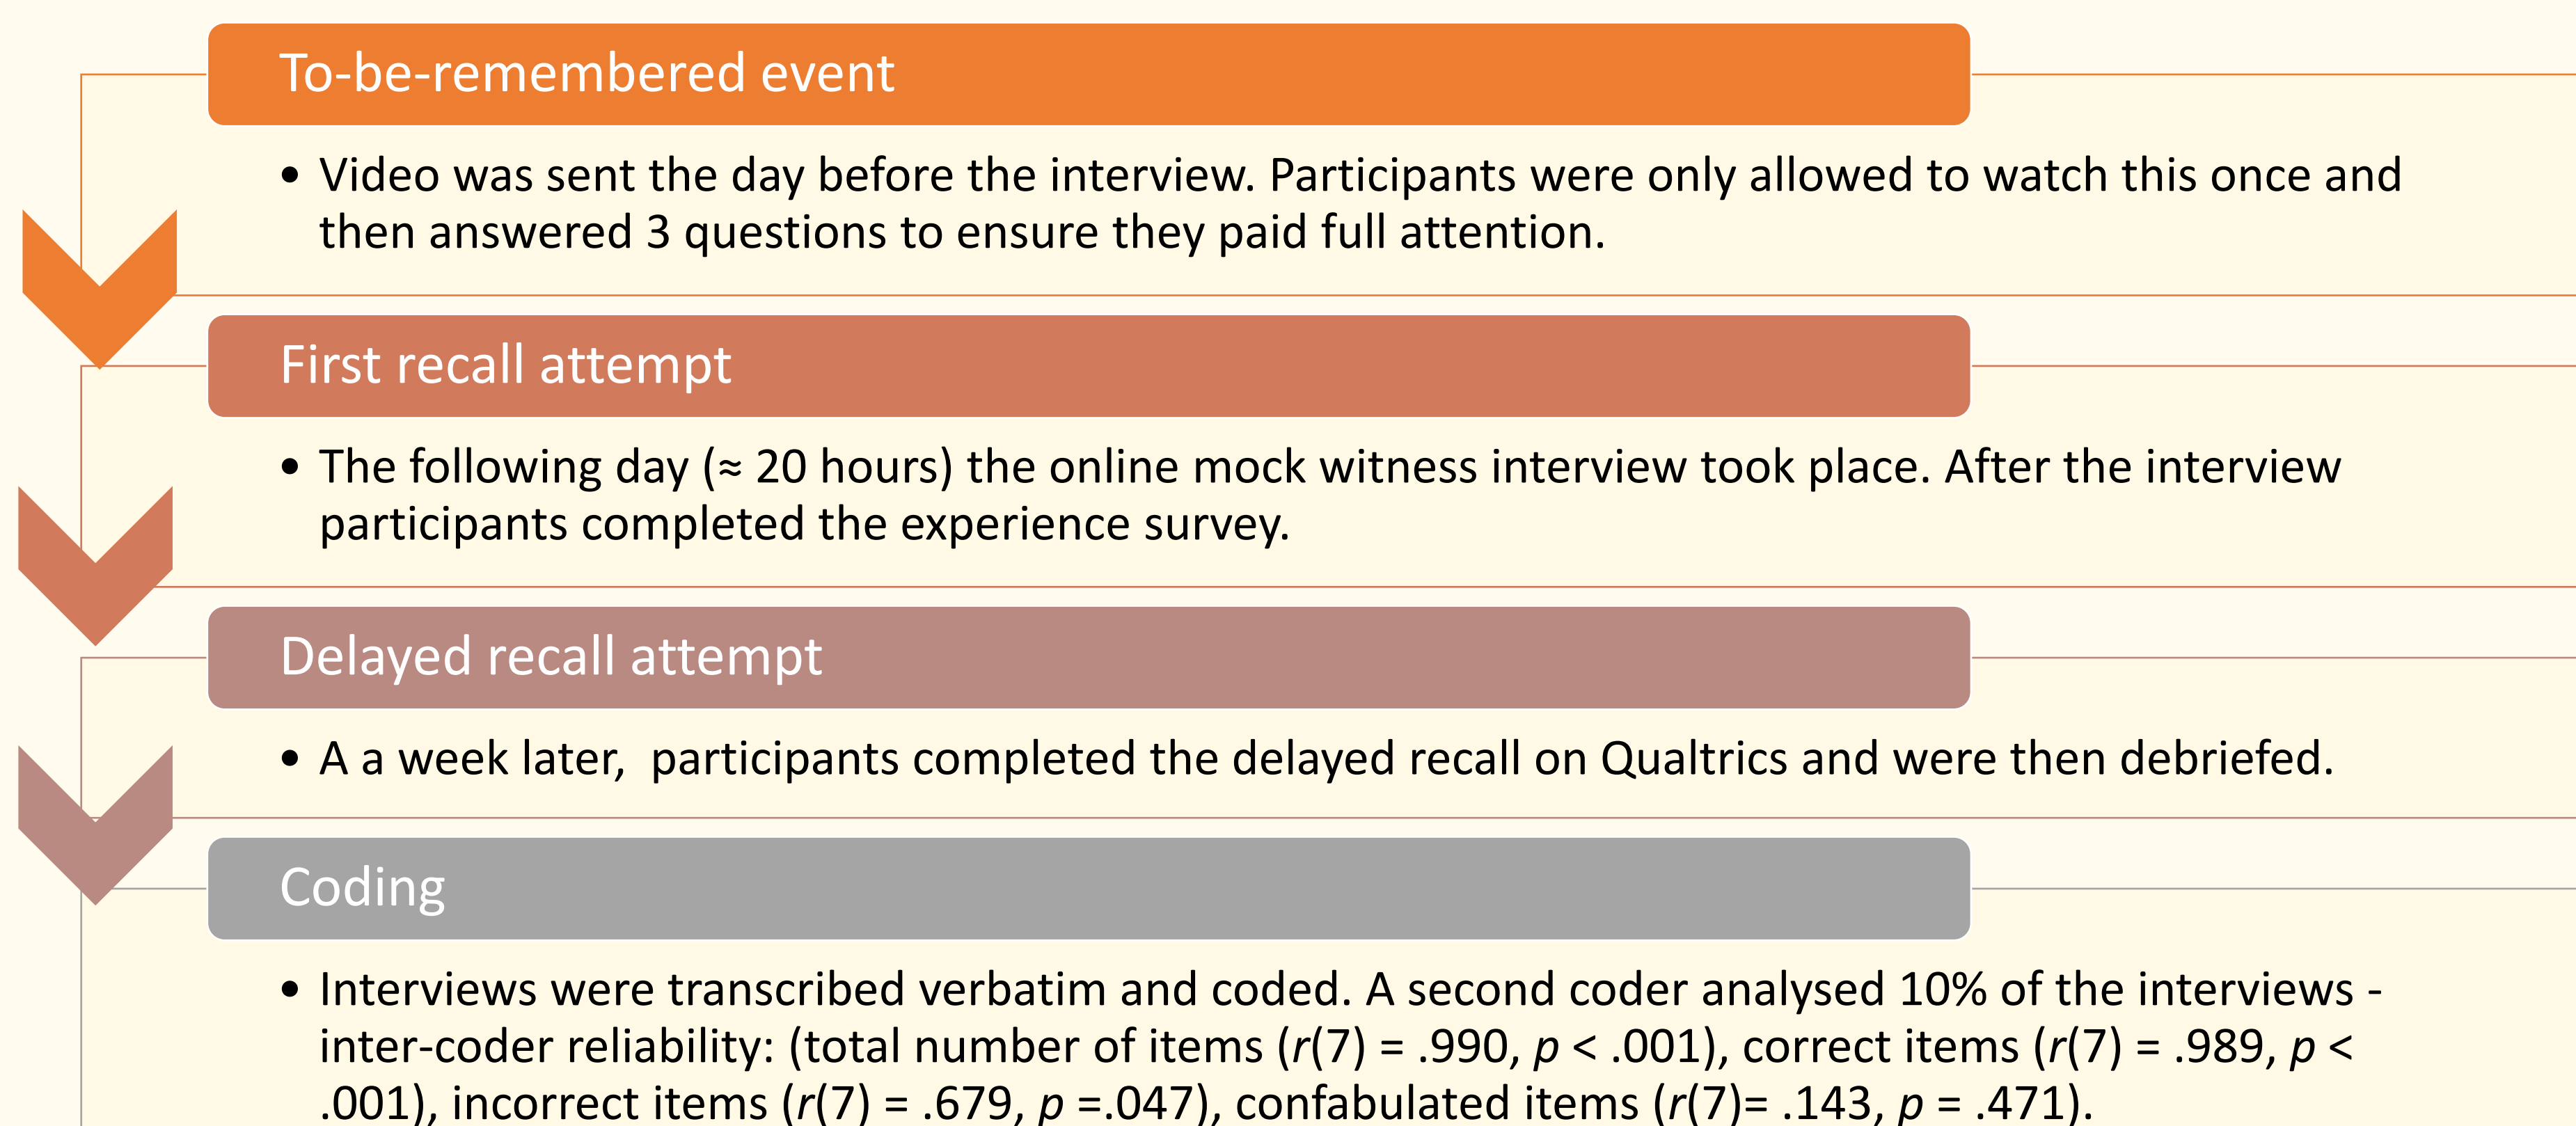 To-be-remembered event
• Video was sent the day before the interview. Participants were only allowed to watch this once and
then answered 3 questions to ensure they paid full attention.
First recall attempt
• The following day (≈ 20 hours) the online mock witness interview took place. After the interview
participants completed the experience survey.
Delayed recall attempt
• A a week later,  participants completed the delayed recall on Qualtrics and were then debriefed.
Coding
• Interviews were transcribed verbatim and coded. A second coder analysed 10% of the interviews -
inter-coder reliability: (total number of items (r(7) = .990, p < .001), correct items (r(7) = .989, p <
.001), incorrect items (r(7) = .679, p =.047), confabulated items (r(7)= .143, p = .471).